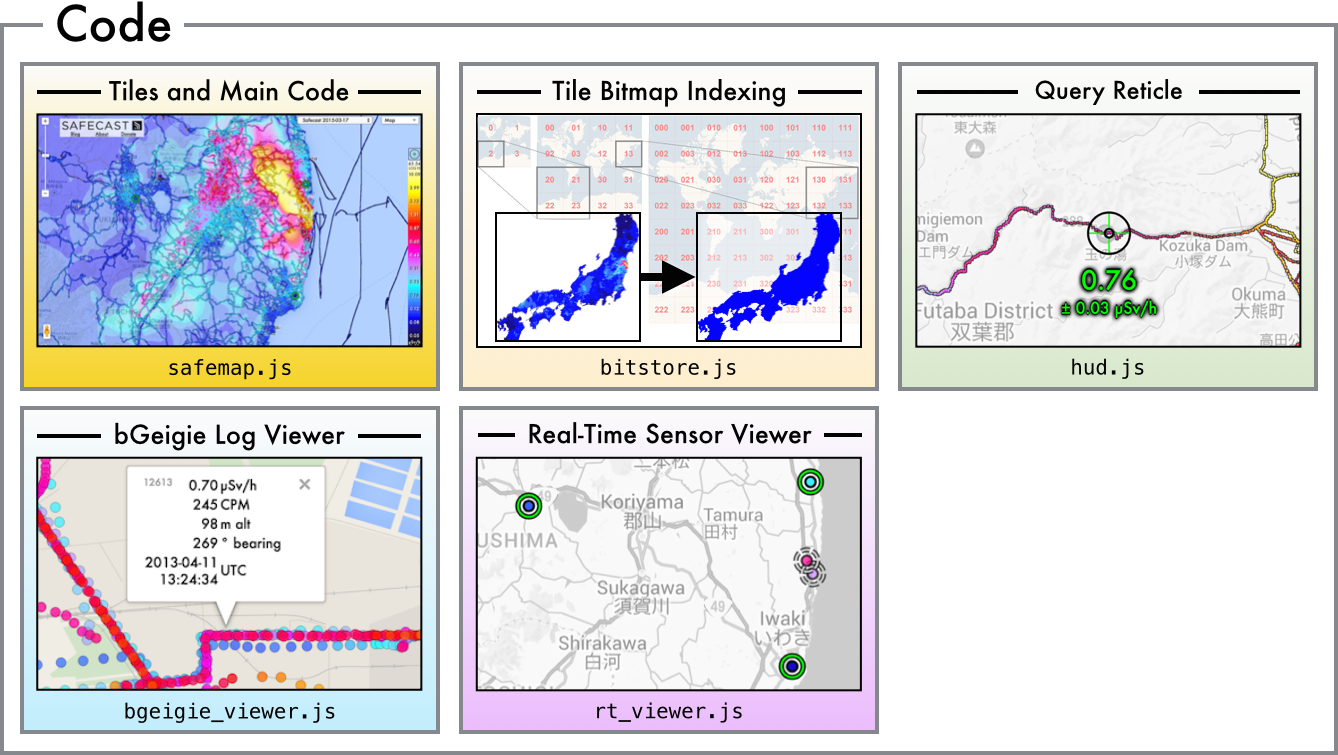 Code
Tiles and Main Code
SAFECAST
Blog About Donate
Safecast 2015-03-17
Map
safemap.js
Tile Bitmap Indexing
0 1 00 01 10 11 000 001 010 011 100 101 110 111
2 3 02 03 12 13 002 003 012 013 102 103 112 113
20 21 30 31 020 021 030 031 120 121 130 131
22 23 32 33 022 023 032 033 122 123 132 133
200 201 210 211 300 301 311
202 203 212 213 302 313
222 223 323 332 333
bitstore.js
Query Reticle
東大森
migiemon
Dam
エ門ダム
Kozuka Dam
小塚ダム
0.76
± 0.03 μSv/h
Futaba District
双葉郡
Okuma
大熊町
高田
hud.js
bGeigie Log Viewer
12613 0.70 μSv/h ×
245 CPM
98 m alt
269 ° bearing
2013-04-11
13:24:34 UTC
bgeigie_viewer.js
Real-Time Sensor Viewer
二本松
49
Koriyama
郡山
Tamura
田村
USHIMA
Sukagawa
須賀川
49
Iwaki
いわき
Shirakawa
白河
rt_viewer.js